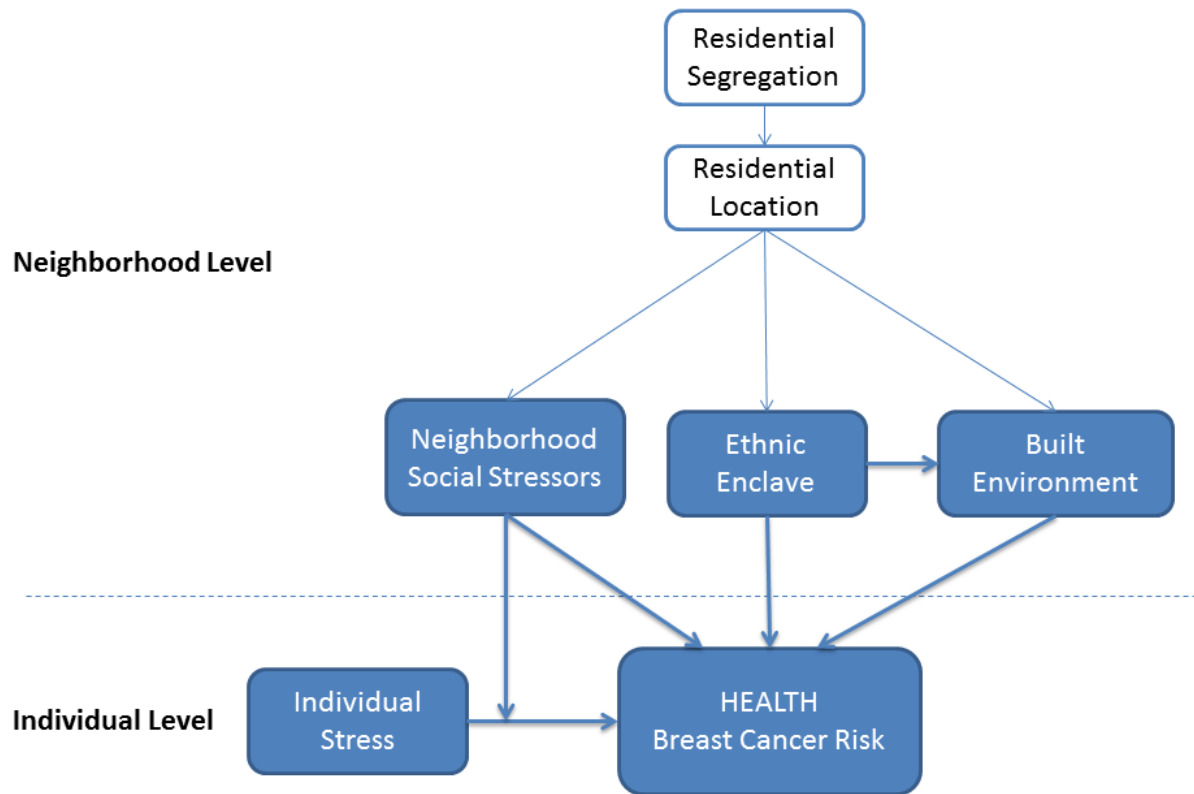 Residential
Segregation
Residential
Location
Neighborhood Level
Neighborhood
Social Stressors
Ethnic
Enclave
Built
Environment
Individual Level
Individual
Stress
HEALTH
Breast Cancer Risk